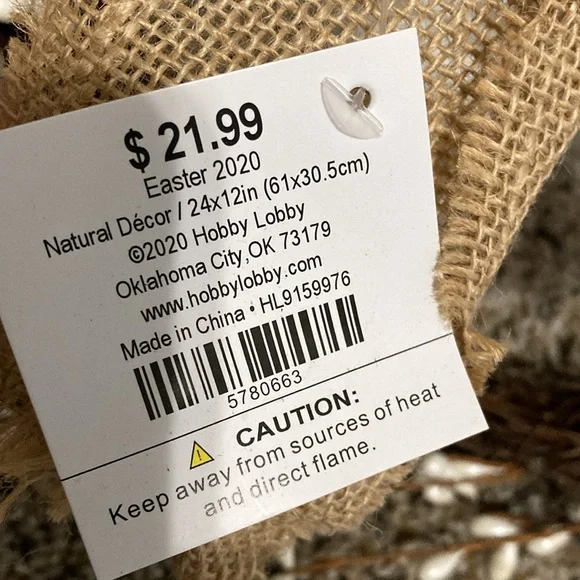 $ 21.99
Easter 2020
Natural Décor / 24x12in (61x30.5cm)
©2020 Hobby Lobby
Oklahoma City,OK 73179
www.hobbylobby.com
Made in China • HL9159976
5780663
CAUTION:
Keep away from sources of heat
and direct flame.